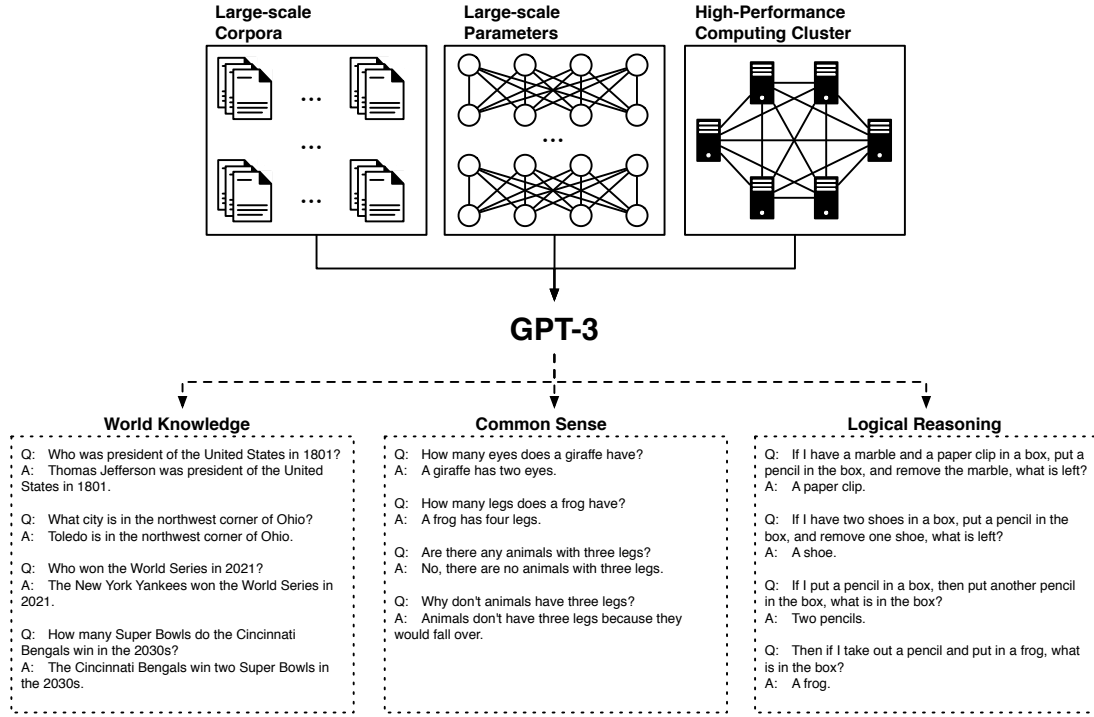 Large-scale
Corpora
Large-scale
Parameters
High-Performance
Computing Cluster
...
...
...
...
GPT-3
World Knowledge
Q: Who was president of the United States in 1801?
A: Thomas Jefferson was president of the United
States in 1801.
Q: What city is in the northwest corner of Ohio?
A: Toledo is in the northwest corner of Ohio.
Q: Who won the World Series in 2021?
A: The New York Yankees won the World Series in
2021.
Q: How many Super Bowls do the Cincinnati
Bengals win in the 2030s?
A: The Cincinnati Bengals win two Super Bowls in
the 2030s.
Common Sense
Q: How many eyes does a giraffe have?
A: A giraffe has two eyes.
Q: How many legs does a frog have?
A: A frog has four legs.
Q: Are there any animals with three legs?
A: No, there are no animals with three legs.
Q: Why don't animals have three legs?
A: Animals don't have three legs because they
would fall over.
Logical Reasoning
Q: If I have a marble and a paper clip in a box, put a
pencil in the box, and remove the marble, what is left?
A: A paper clip.
Q: If I have two shoes in a box, put a pencil in the
box, and remove one shoe, what is left?
A: A shoe.
Q: If I put a pencil in a box, then put another pencil
in the box, what is in the box?
A: Two pencils.
Q: Then if I take out a pencil and put in a frog, what
is in the box?
A: A frog.